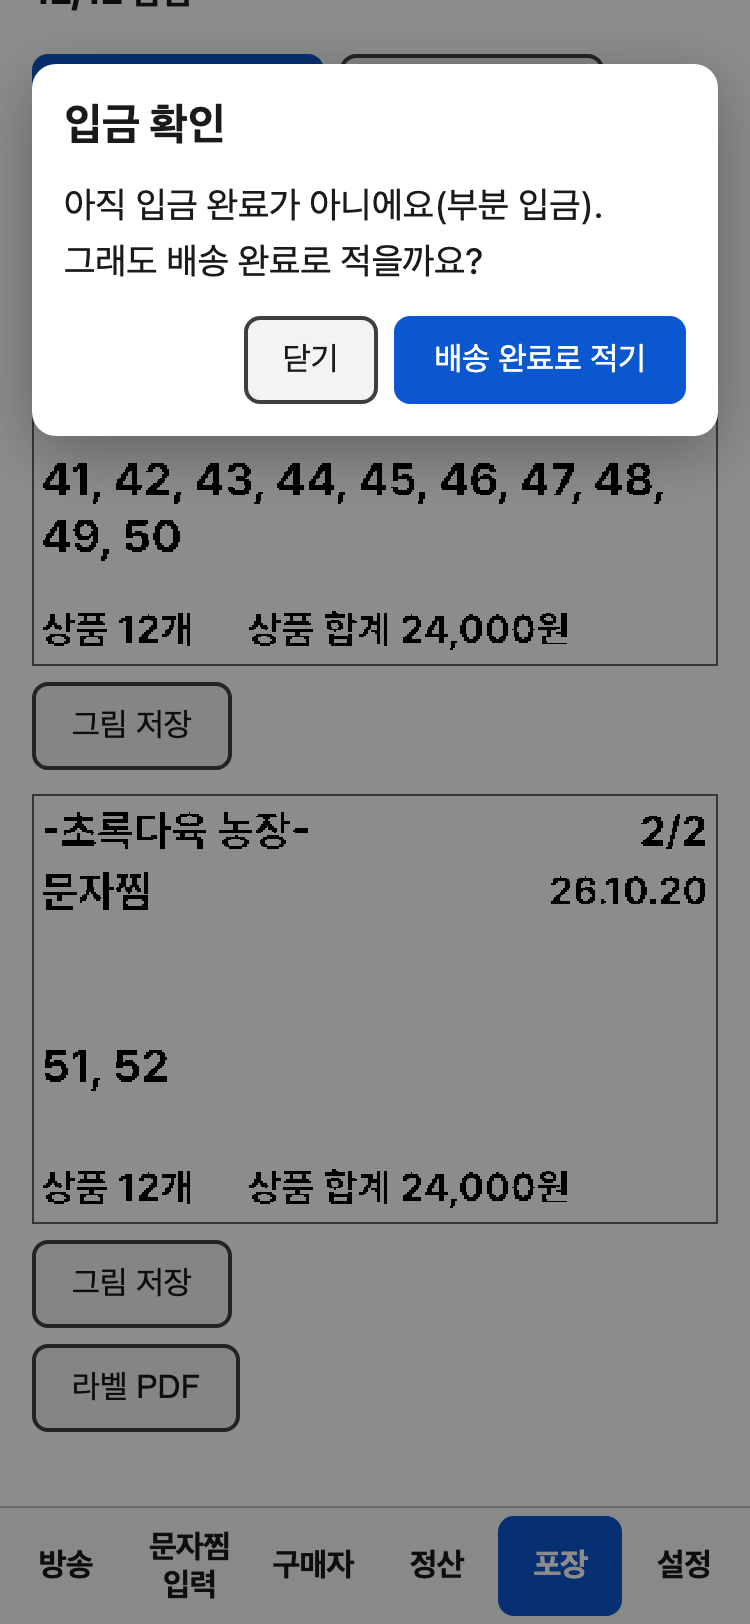 입금 확인
아직 입금 완료가 아니에요(부분 입금).
그래도 배송 완료로 적을까요?
닫기
배송 완료로 적기
41, 42, 43, 44, 45, 46, 47, 48,
49, 50
상품 12개 상품 합계 24,000원
그림 저장
-초록다육 농장- 2/2
문자찜 26.10.20
51, 52
상품 12개 상품 합계 24,000원
그림 저장
라벨 PDF
방송
문자찜
입력
구매자
정산
포장
설정